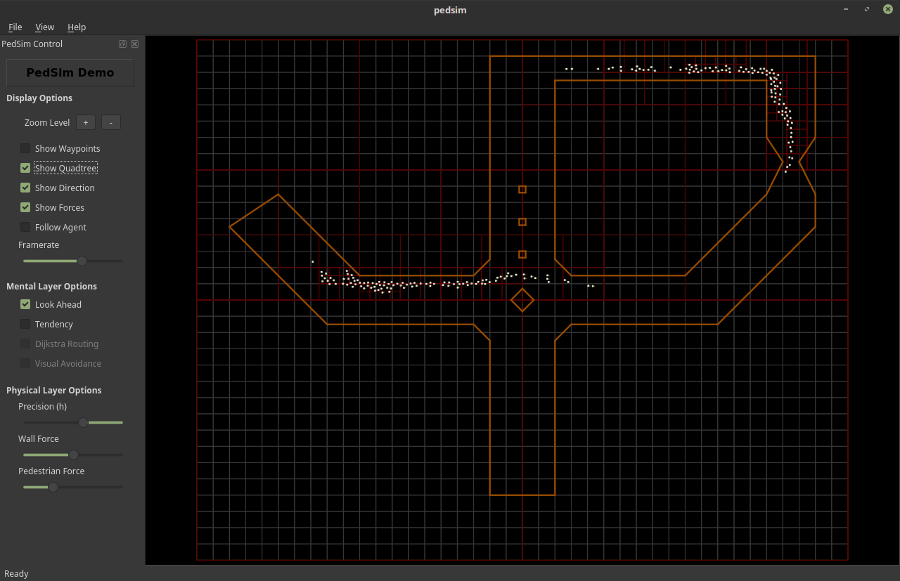 pedsim
File View Help
PedSim Control
PedSim Demo
Display Options
Zoom Level + -
Show Waypoints
Show Quadtree
Show Direction
Show Forces
Follow Agent
Framerate
Mental Layer Options
Look Ahead
Tendency
Dijkstra Routing
Visual Avoidance
Physical Layer Options
Precision (h)
Wall Force
Pedestrian Force
Ready